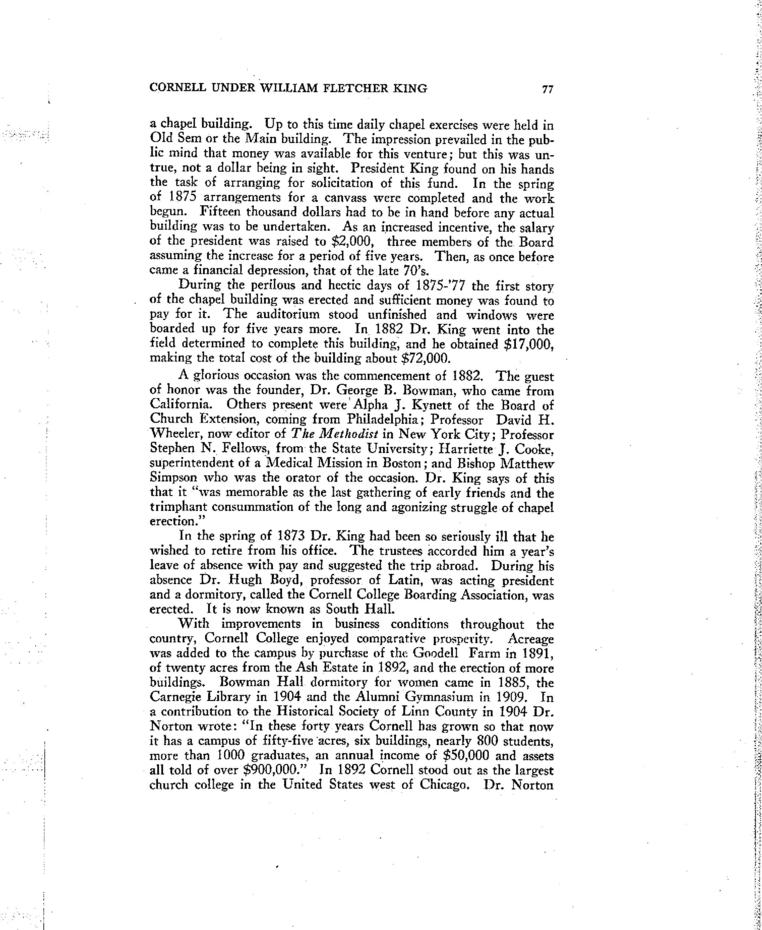 CORNELL UNDER WILLIAM FLETCHER KING 77
a chapel building. Up to this time daily chapel exercises were held in
Old Sem or the Main building. The impression prevailed in the pub-
lic mind that money was available for this venture; but this was un-
true, not a dollar being in sight. President King found on his hands
the task of arranging for solicitation of this fund. In the spring
of 1875 arrangements for a canvass were completed and the work
begun. Fifteen thousand dollars had to be in hand before any actual
building was to be undertaken. As an increased incentive, the salary
of the president was raised to $2,000, three members of the Board
assuming the increase for a period of five years. Then, as once before
came a financial depression, that of the late 70's.
During the perilous and hectic days of 1875-'77 the first story
of the chapel building was erected and sufficient money was found to
pay for it. The auditorium stood unfinished and windows were
boarded up for five years more. In 1882 Dr. King went into the
field determined to complete this building, and he obtained $17,000,
making the total cost of the building about $72,000.
A glorious occasion was the commencement of 1882. The guest
of honor was the founder, Dr. George B. Bowman, who came from
California. Others present were Alpha J. Kynett of the Board of
Church Extension, coming from Philadelphia; Professor David H.
Wheeler, now editor of The Methodist in New York City; Professor
Stephen N. Fellows, from the State University; Harriette J. Cooke,
superintendent of a Medical Mission in Boston; and Bishop Matthew
Simpson who was the orator of the occasion. Dr. King says of this
that it "was memorable as the last gathering of early friends and the
trimphant consummation of the long and agonizing struggle of chapel
erection."
In the spring of 1873 Dr. King had been so seriously ill that he
wished to retire from his office. The trustees accorded him a year's
leave of absence with pay and suggested the trip abroad. During his
absence Dr. Hugh Boyd, professor of Latin, was acting president
and a dormitory, called the Cornell College Boarding Association, was
erected. It is now known as South Hall.
With improvements in business conditions throughout the
country, Cornell College enjoyed comparative prosperity. Acreage
was added to the campus by purchase of the Goodell Farm in 1891,
of twenty acres from the Ash Estate in 1892, and the erection of more
buildings. Bowman Hall dormitory for women came in 1885, the
Carnegie Library in 1904 and the Alumni Gymnasium in 1909. In
a contribution to the Historical Society of Linn County in 1904 Dr.
Norton wrote: "In these forty years Cornell has grown so that now
it has a campus of fifty-five acres, six buildings, nearly 800 students,
more than 1000 graduates, an annual income of $50,000 and assets
all told of over $900,000." In 1892 Cornell stood out as the largest
church college in the United States west of Chicago. Dr. Norton